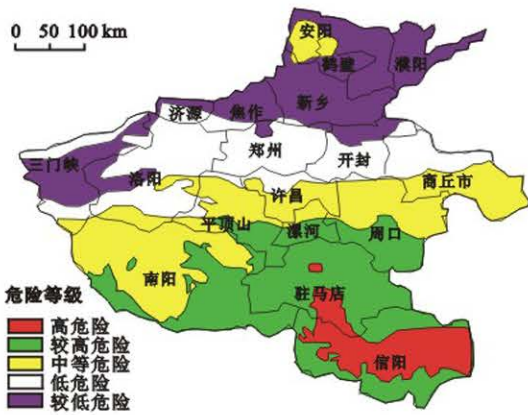 0 50 100 km
安阳
鹤壁
濮阳
新乡
济源
焦作
郑州
开封
三门峡
洛阳
商丘市
许昌
平顶山
漯河
周口
南阳
驻马店
信阳
危险等级
高危险
较高危险
中等危险
低危险
较低危险